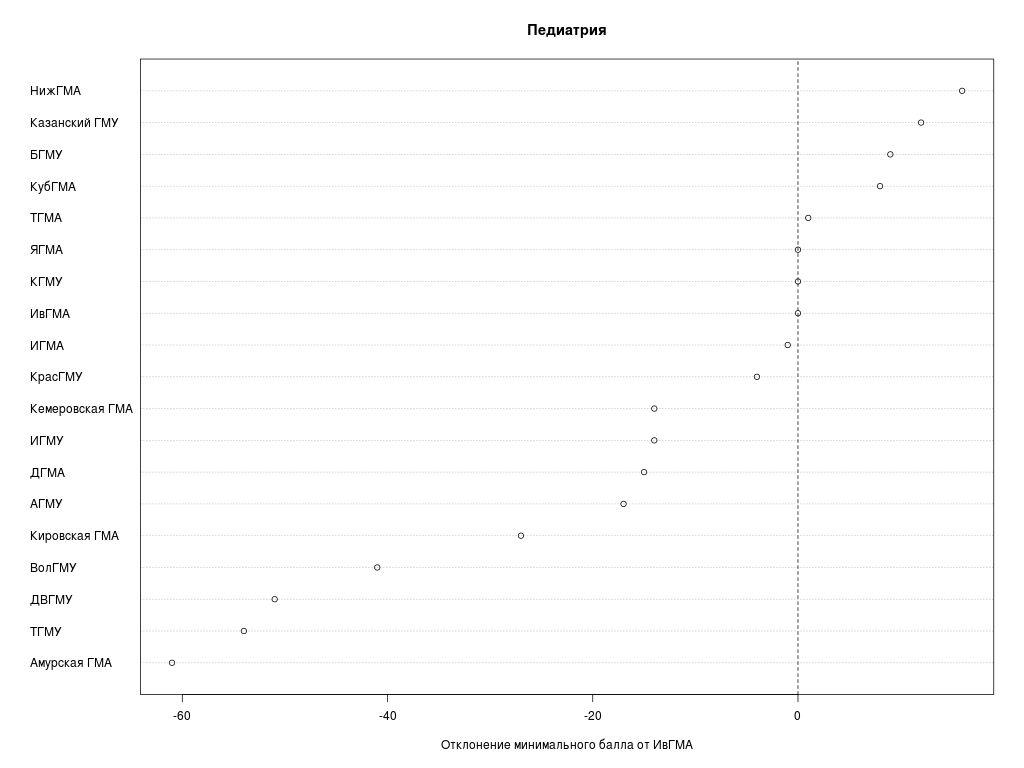 Педиатрия
НижГМА
Казанский ГМУ
БГМУ
КубГМА
ТГМА
ЯГМА
КГМУ
ИвГМА
ИГМА
КрасГМУ
Кемеровская ГМА
ИГМУ
ДГМА
АГМУ
Кировская ГМА
ВолГМУ
ДВГМУ
ТГМУ
Амурская ГМА
-60 -40 -20 0
Отклонение минимального балла от ИвГМА